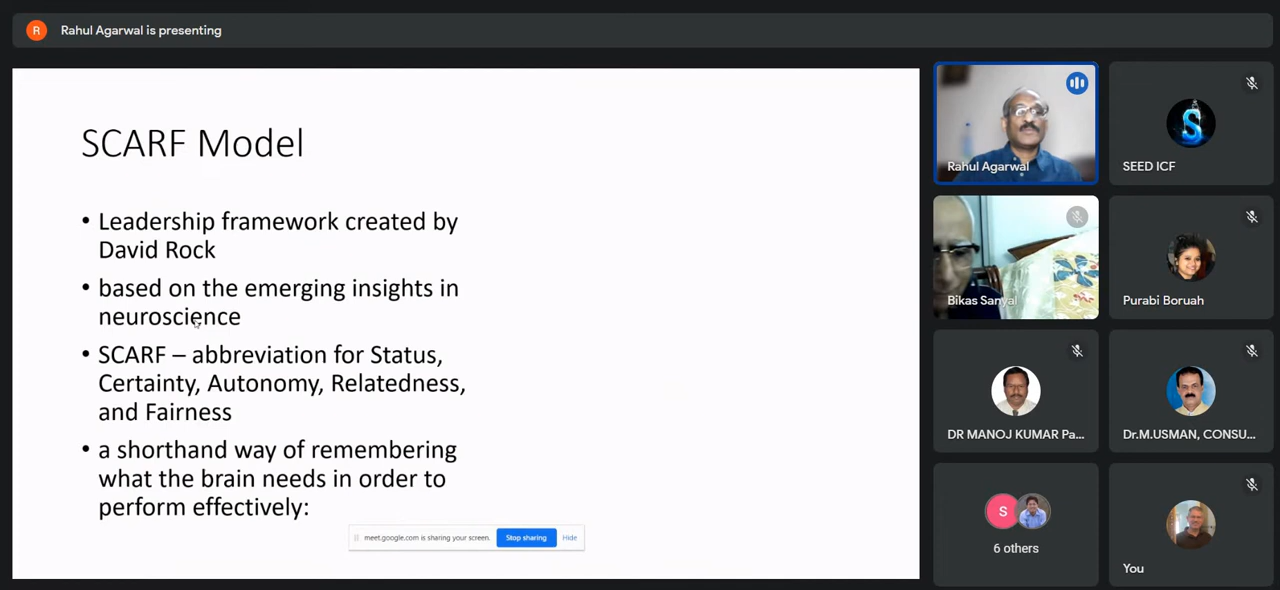 R
Rahul Agarwal is presenting
SCARF Model
• Leadership framework created by
David Rock
• based on the emerging insights in
neuroscience
• SCARF – abbreviation for Status,
Certainty, Autonomy, Relatedness,
and Fairness
• a shorthand way of remembering
what the brain needs in order to
perform effectively:
meet.google.com is sharing your screen.
Stop sharing
Hide
Rahul Agarwal
S
SEED ICF
Bikas Sanyal
Purabi Boruah
DR MANOJ KUMAR Pa...
Dr.M.USMAN, CONSU...
S
6 others
You